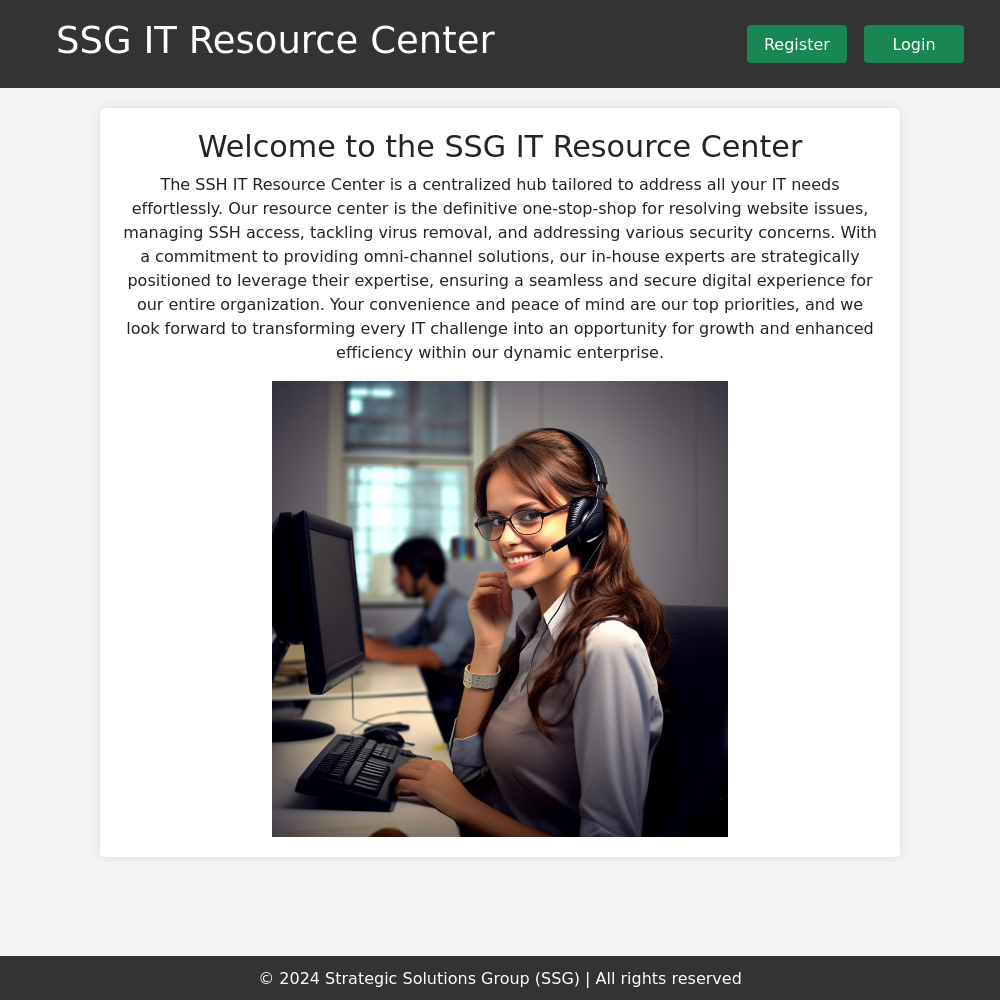 SSG IT Resource Center
Register
Login
Welcome to the SSG IT Resource Center
The SSH IT Resource Center is a centralized hub tailored to address all your IT needs
effortlessly. Our resource center is the definitive one-stop-shop for resolving website issues,
managing SSH access, tackling virus removal, and addressing various security concerns. With
a commitment to providing omni-channel solutions, our in-house experts are strategically
positioned to leverage their expertise, ensuring a seamless and secure digital experience for
our entire organization. Your convenience and peace of mind are our top priorities, and we
look forward to transforming every IT challenge into an opportunity for growth and enhanced
efficiency within our dynamic enterprise.
© 2024 Strategic Solutions Group (SSG) | All rights reserved